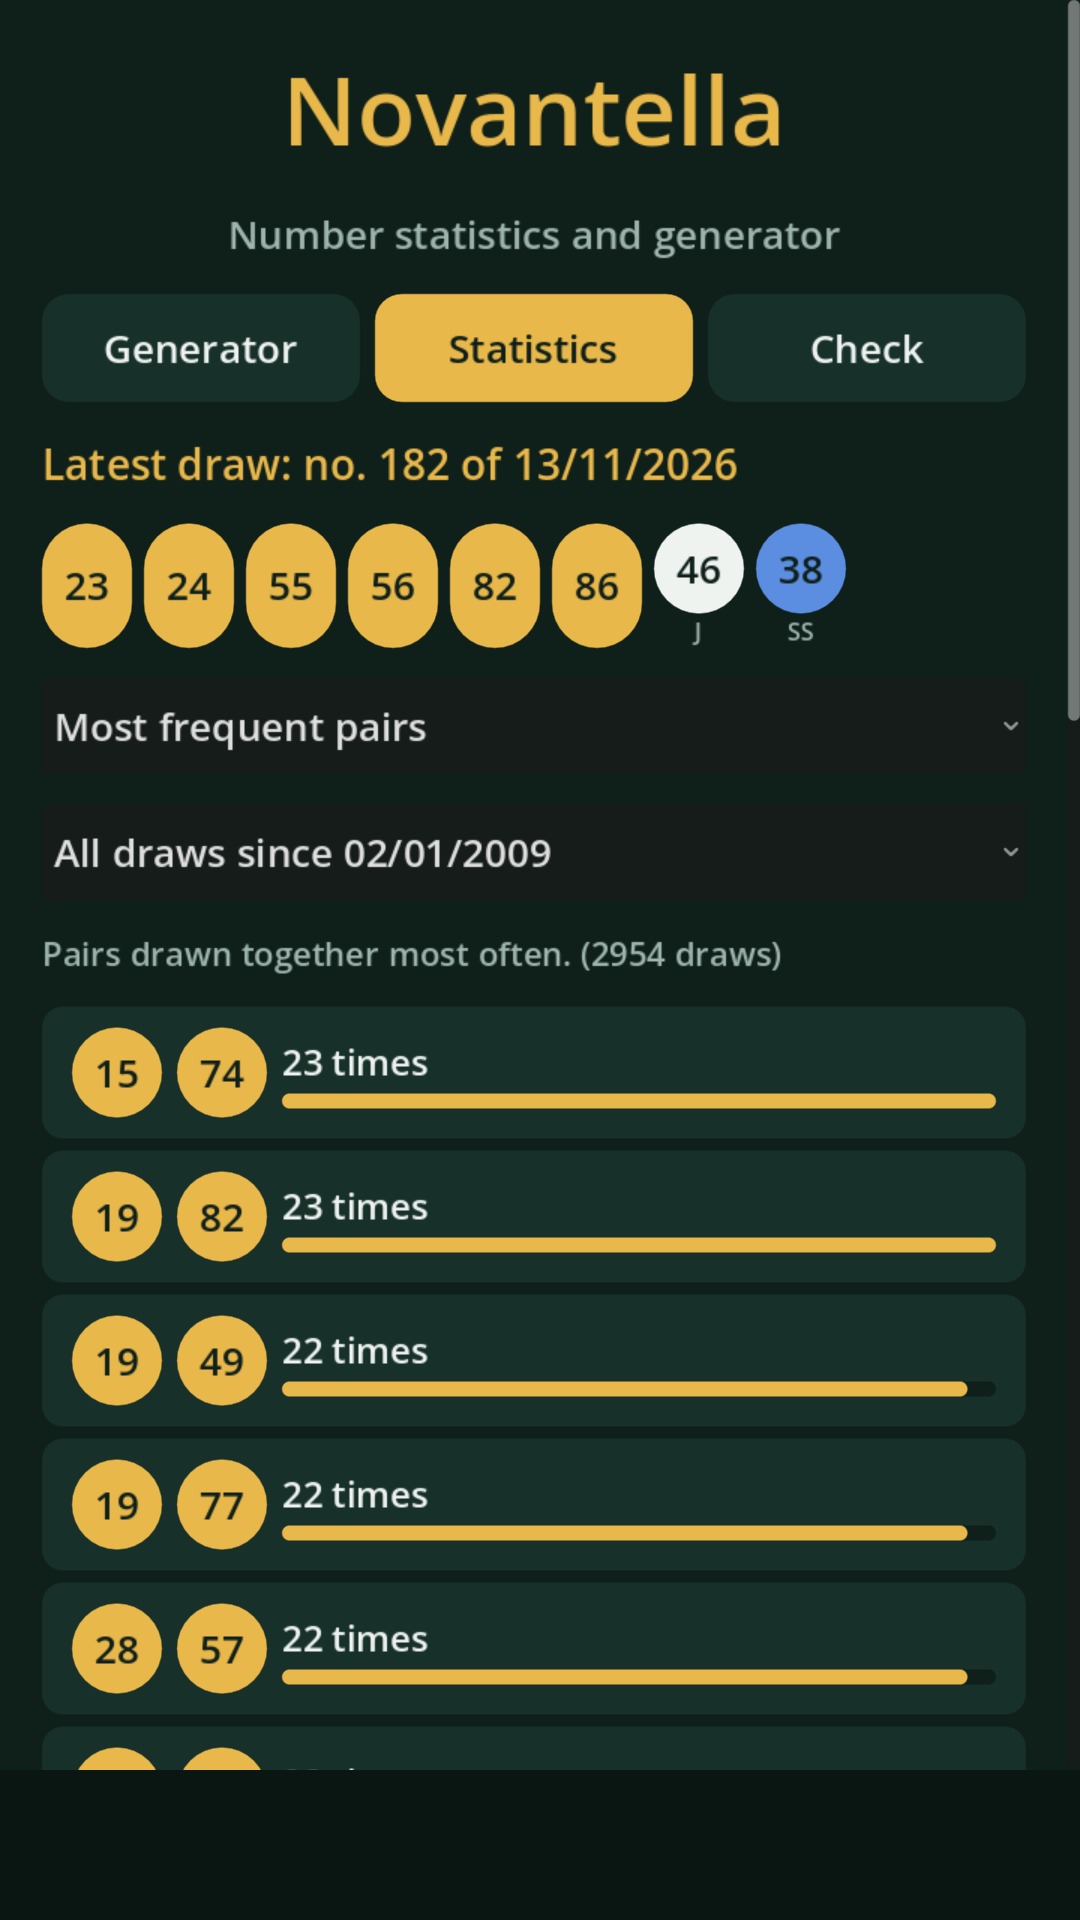 Novantella
Number statistics and generator
Generator Statistics Check
Latest draw: no. 182 of 13/11/2026
23 24 55 56 82 86 46 38
J SS
Most frequent pairs
All draws since 02/01/2009
Pairs drawn together most often. (2954 draws)
15 74 23 times
19 82 23 times
19 49 22 times
19 77 22 times
28 57 22 times